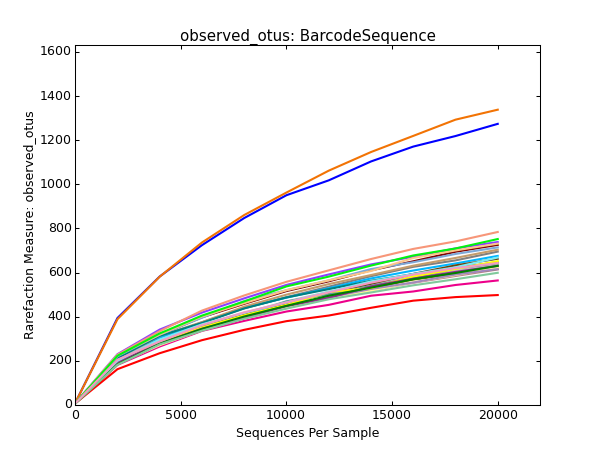 observed_otus: BarcodeSequence
1600
1400
1200
1000
800
600
400
200
0
Rarefaction Measure: observed_otus
0 5000 10000 15000 20000
Sequences Per Sample